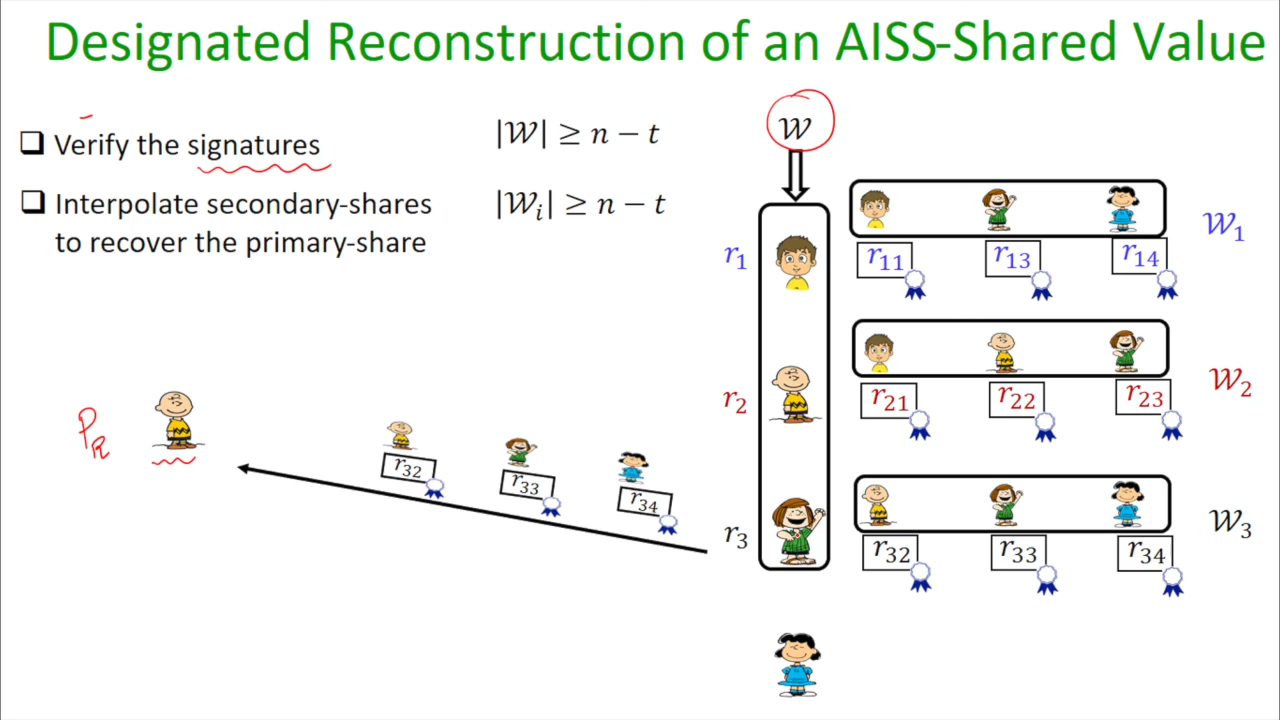 Designated Reconstruction of an AISS-Shared Value
❑ Verify the signatures
|𝒲| ≥ n − t
𝒲
❑ Interpolate secondary-shares
to recover the primary-share
|𝒲ᵢ| ≥ n − t
r₁
r₁₁ r₁₃ r₁₄
𝒲₁
r₂
r₂₁ r₂₂ r₂₃
𝒲₂
P_R
r₃₂ r₃₃ r₃₄
r₃
r₃₂ r₃₃ r₃₄
𝒲₃